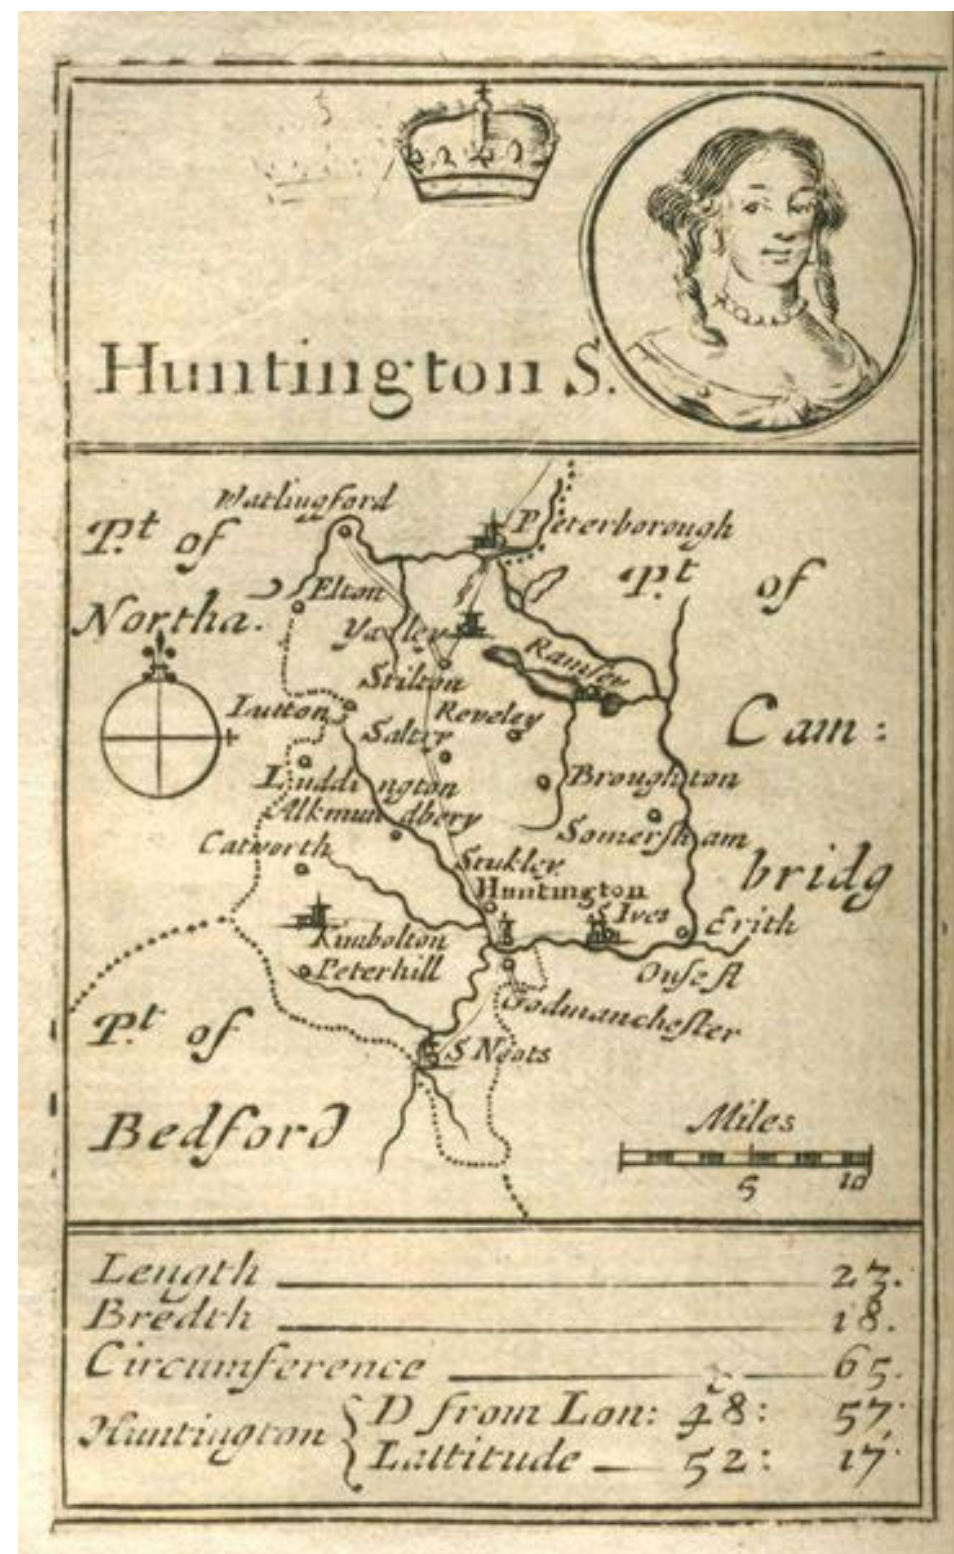 Huntington S.
Watlingford
Peterborough
P.t of
Northa.
P.t of
Cam:
bridg
Elton
Yaxley
Ramsey
Stilton
Lutton
Reveley
Saltry
Luddington
Broughton
Alkmundbery
Somersham
Catworth
Stukley
Huntington
S Ives
Erith
Kimbolton
Peterhill
Ouse fl
Godmanchester
S Neots
P.t of
Bedford
Miles
5 10
Length 23.
Bredth 18.
Circumference 65.
Huntington { D from Lon: 48: 57.
Lattitude 52: 17.